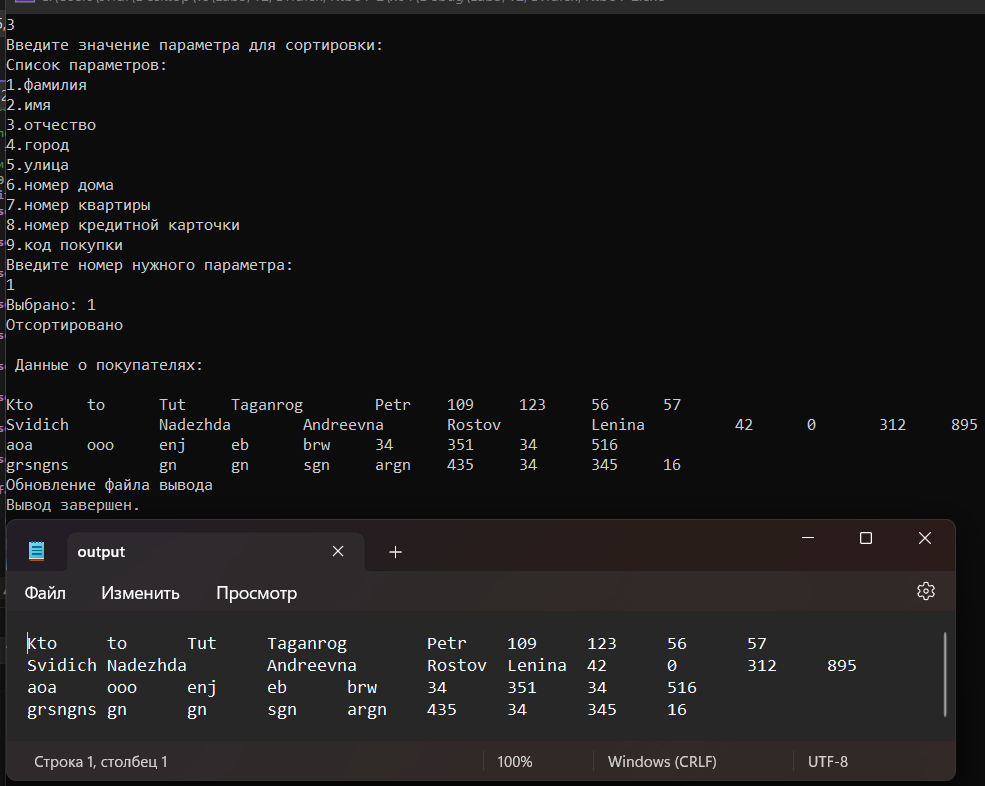 ,3
Введите значение параметра для сортировки:
Список параметров:
1.фамилия
2.имя
3.отчество
4.город
5.улица
6.номер дома
7.номер квартиры
8.номер кредитной карточки
9.код покупки
Введите номер нужного параметра:
1
Выбрано: 1
Отсортировано
Данные о покупателях:
Kto to Tut Taganrog Petr 109 123 56 57
Svidich Nadezhda Andreevna Rostov Lenina 42 0 312 895
aoa ooo enj eb brw 34 351 34 516
grsngns gn gn sgn argn 435 34 345 16
Обновление файла вывода
Вывод завершен.
output
Файл Изменить Просмотр
Kto to Tut Taganrog Petr 109 123 56 57
Svidich Nadezhda Andreevna Rostov Lenina 42 0 312 895
aoa ooo enj eb brw 34 351 34 516
grsngns gn gn sgn argn 435 34 345 16
Строка 1, столбец 1 100% Windows (CRLF) UTF-8